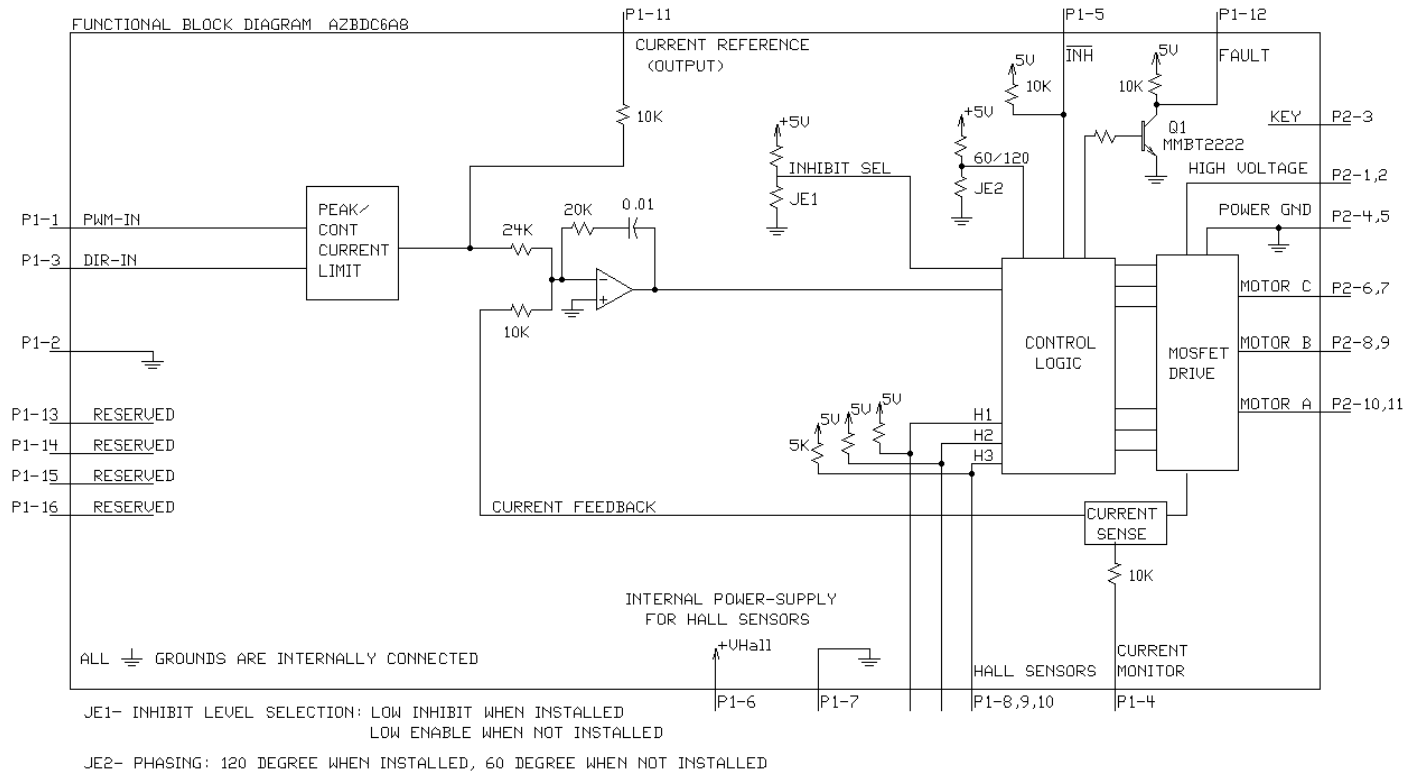 FUNCTIONAL BLOCK DIAGRAM AZBDC6A8
P1-11
P1-5
P1-12
CURRENT REFERENCE
(OUTPUT)
INH
FAULT
5V
10K
5V
10K
10K
KEY P2-3
Q1
MMBT2222
+5V
+5V
INHIBIT SEL
JE1
60/120
JE2
HIGH VOLTAGE P2-1,2
POWER GND P2-4,5
P1-1 PWM-IN
P1-3 DIR-IN
PEAK/
CONT
CURRENT
LIMIT
24K
20K
0.01
-
+
10K
MOTOR C P2-6,7
MOTOR B P2-8,9
MOTOR A P2-10,11
CONTROL
LOGIC
MOSFET
DRIVE
P1-2
P1-13 RESERVED
P1-14 RESERVED
P1-15 RESERVED
P1-16 RESERVED
5K
5V
5V
5V
H1
H2
H3
CURRENT FEEDBACK
CURRENT
SENSE
10K
INTERNAL POWER-SUPPLY
FOR HALL SENSORS
+VHall
ALL GROUNDS ARE INTERNALLY CONNECTED
HALL SENSORS
CURRENT
MONITOR
P1-6
P1-7
P1-8,9,10
P1-4
JE1- INHIBIT LEVEL SELECTION: LOW INHIBIT WHEN INSTALLED
LOW ENABLE WHEN NOT INSTALLED
JE2- PHASING: 120 DEGREE WHEN INSTALLED, 60 DEGREE WHEN NOT INSTALLED